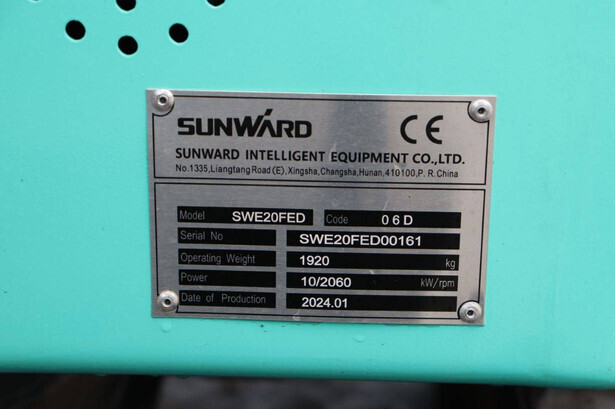 SUNWARD CE
SUNWARD INTELLIGENT EQUIPMENT CO.,LTD.
No.1335,Liangtang Road (E),Xingsha,Changsha,Hunan,410100,P. R. China
Model SWE20FED Code 06D
Serial No SWE20FED00161
Operating Weight 1920 kg
Power 10/2060 kW/rpm
Date of Production 2024.01